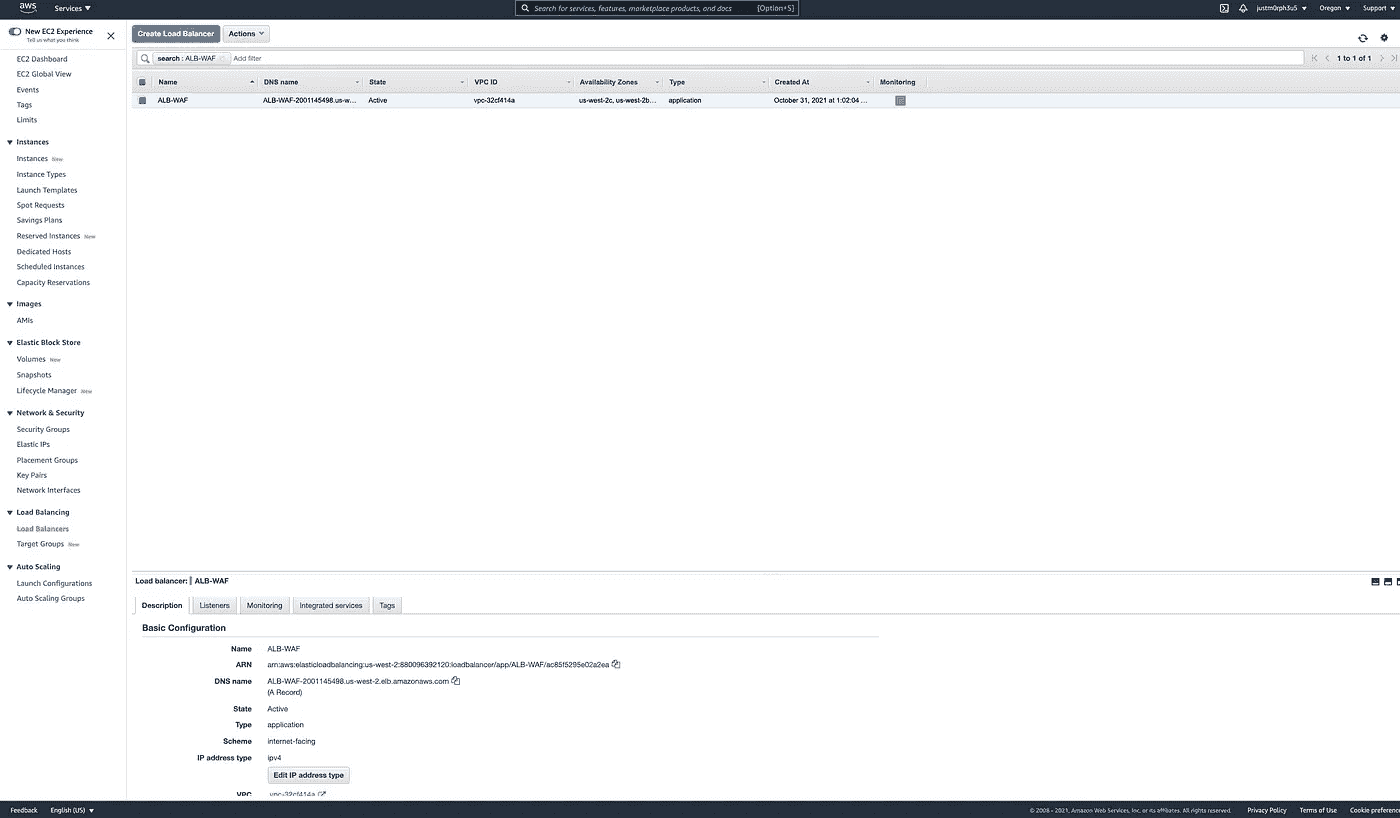 aws Services Search for services, features, marketplace products, and docs [Option+S] justm0rph3u5 Oregon Support
New EC2 Experience
Tell us what you think
EC2 Dashboard
EC2 Global View
Events
Tags
Limits
Instances
Instances New
Instance Types
Launch Templates
Spot Requests
Savings Plans
Reserved Instances New
Dedicated Hosts
Scheduled Instances
Capacity Reservations
Images
AMIs
Elastic Block Store
Volumes New
Snapshots
Lifecycle Manager New
Network & Security
Security Groups
Elastic IPs
Placement Groups
Key Pairs
Network Interfaces
Load Balancing
Load Balancers
Target Groups New
Auto Scaling
Launch Configurations
Auto Scaling Groups
Create Load Balancer Actions
search : ALB-WAF Add filter 1 to 1 of 1
Name DNS name State VPC ID Availability Zones Type Created At Monitoring
ALB-WAF ALB-WAF-2001145498.us-w... Active vpc-32cf414a us-west-2c, us-west-2b... application October 31, 2021 at 1:02:04 ...
Load balancer: ALB-WAF
Description Listeners Monitoring Integrated services Tags
Basic Configuration
Name ALB-WAF
ARN arn:aws:elasticloadbalancing:us-west-2:880096392120:loadbalancer/app/ALB-WAF/ac85f5295e02a2ea
DNS name ALB-WAF-2001145498.us-west-2.elb.amazonaws.com
(A Record)
State Active
Type application
Scheme internet-facing
IP address type ipv4
Edit IP address type
VPC vpc-32cf414a
Feedback English (US) © 2008 - 2021, Amazon Web Services, Inc. or its affiliates. All rights reserved. Privacy Policy Terms of Use Cookie preference